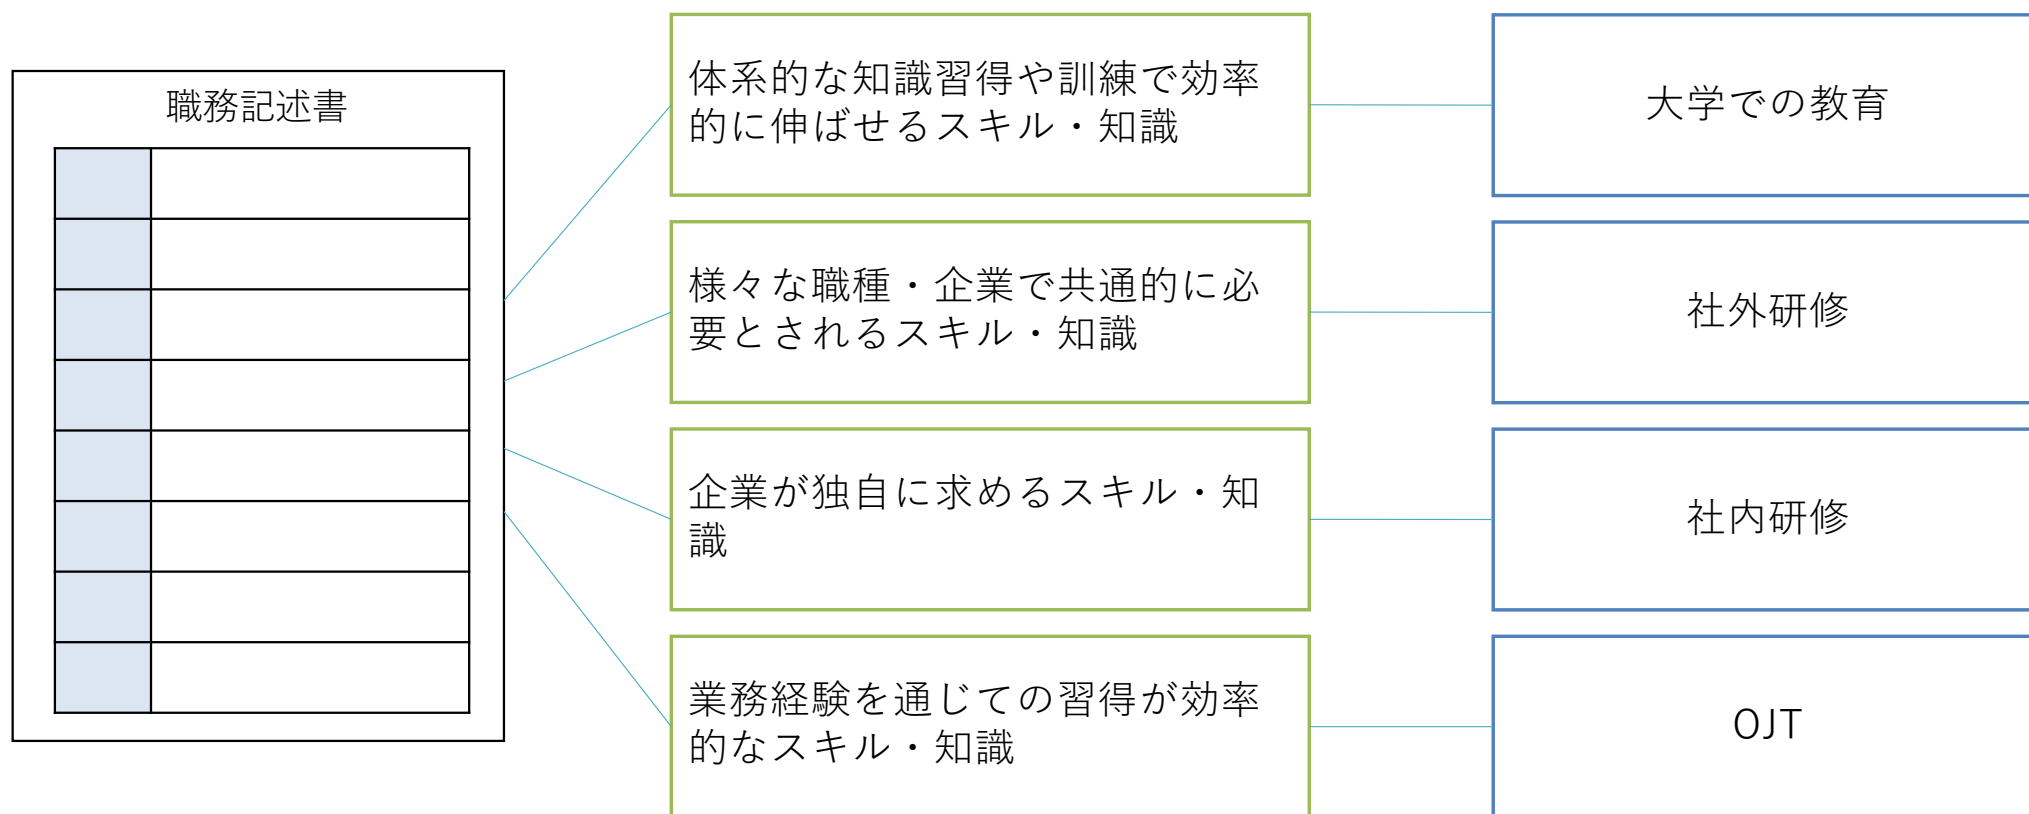 職務記述書
体系的な知識習得や訓練で効率
的に伸ばせるスキル・知識
大学での教育
様々な職種・企業で共通的に必
要とされるスキル・知識
社外研修
企業が独自に求めるスキル・知
識
社内研修
業務経験を通じての習得が効率
的なスキル・知識
OJT